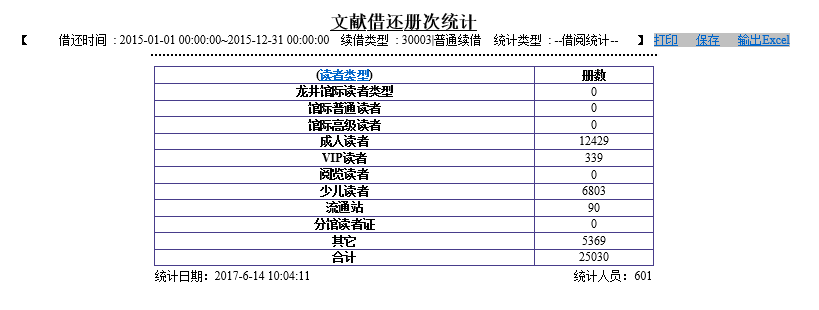 文献借还册次统计
【 借还时间 : 2015-01-01 00:00:00~2015-12-31 00:00:00 续借类型 : 30003|普通续借 统计类型 : --借阅统计-- 】 打印 保存 输出Excel
(读者类型) 册数
龙井馆际读者类型 0
馆际普通读者 0
馆际高级读者 0
成人读者 12429
VIP读者 339
阅览读者 0
少儿读者 6803
流通站 90
分馆读者证 0
其它 5369
合计 25030
统计日期: 2017-6-14 10:04:11 统计人员: 601